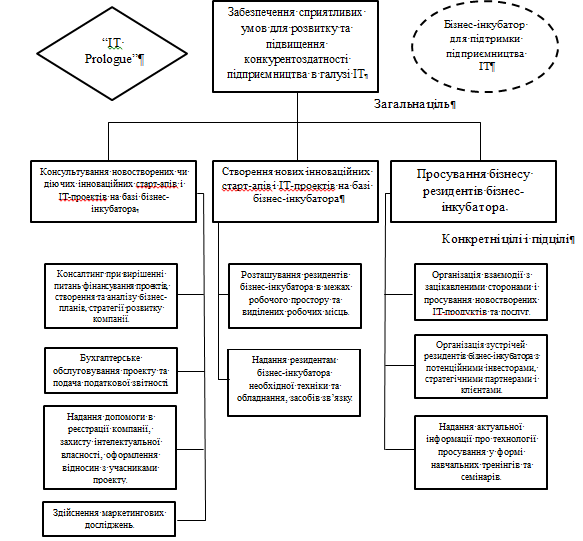 “ІТ
Prologue”¶
Забезпечення сприятливих
умов для розвитку та
підвищення
конкурентоздатності
підприємництва в галузі ІТ¶
Бізнес-інкубатор
для підтримки
підприємництва
ІТ¶
Загальна ціль¶
Консультування новостворених чи
діючих інноваційних старт-апів і
ІТ-проектів на базі бізнес-
інкубатора¶
Створення нових інноваційних
старт-апів і ІТ-проектів на базі
бізнес-інкубатора¶
Просування бізнесу
резидентів бізнес-
інкубатора.
Конкретні цілі і підцілі¶
Консалтинг при вирішенні
питань фінансування проектів,
створення та аналізу бізнес-
планів, стратегії розвитку
компанії.
Бухгалтерське
обслуговування проекту та
подача податкової звітності
Надання допомоги в
реєстрації компанії,
захисту інтелектуальної
власності, оформлення
відносин з учасниками
проекту.
Здійснення маркетингових
досліджень.
Розташування резидентів
бізнес-інкубатора в межах
робочого простору та
виділених робочих місць.
Надання резидентам
бізнес-інкубатора
необхідної техніки та
обладнання, засобів зв’язку.
Організація взаємодії з
зацікавленими сторонами і
просування новостворених
ІТ-продуктів та послуг.
Організація зустрічей
резидентів бізнес-інкубатора з
потенційними інвесторами,
стратегічними партнерами і
клієнтами.
Надання актуальної
інформації про технології
просування у формі
навчальних тренінгів та
семінарів.